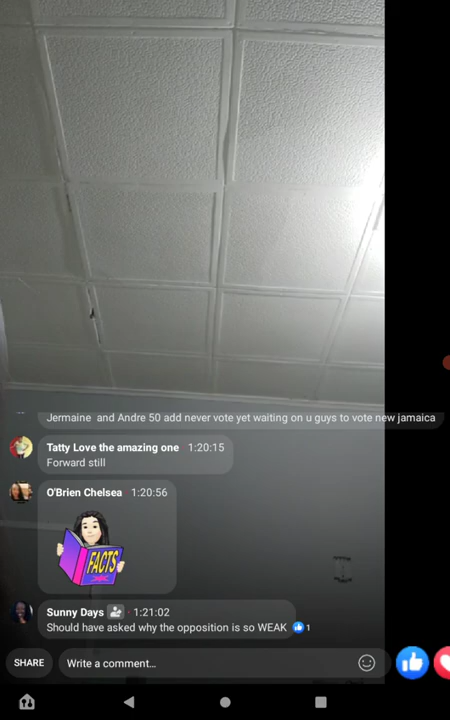 Jermaine and Andre 50 add never vote yet waiting on u guys to vote new jamaica
Tatty Love the amazing one 1:20:15
Forward still
O'Brien Chelsea 1:20:56
FACTS
Sunny Days · 1:21:02
Should have asked why the opposition is so WEAK 1
SHARE
Write a comment...